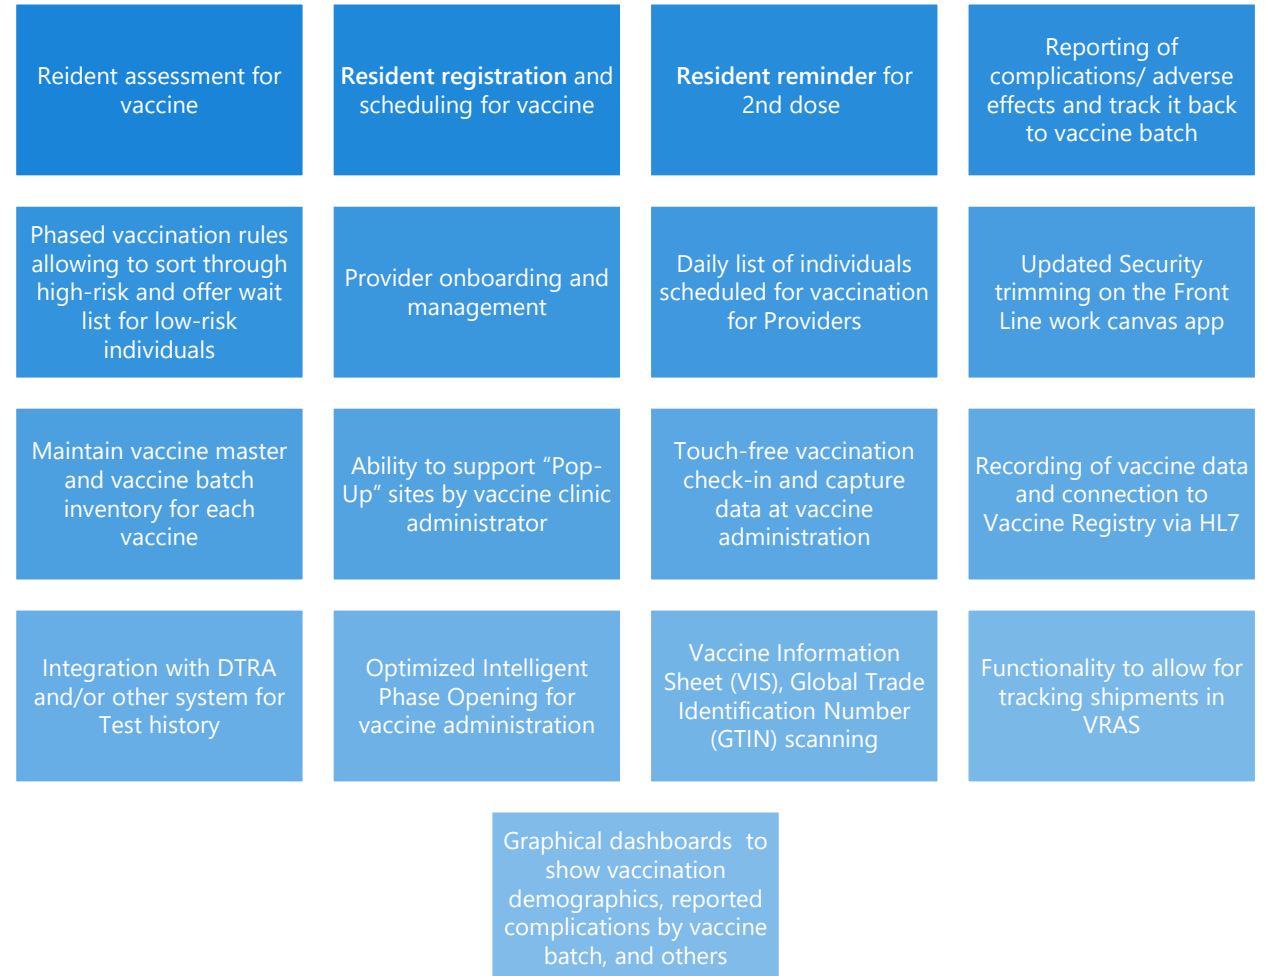 Reident assessment for
vaccine
Resident registration and
scheduling for vaccine
Resident reminder for
2nd dose
Reporting of
complications/ adverse
effects and track it back
to vaccine batch
Phased vaccination rules
allowing to sort through
high-risk and offer wait
list for low-risk
individuals
Provider onboarding and
management
Daily list of individuals
scheduled for vaccination
for Providers
Updated Security
trimming on the Front
Line work canvas app
Maintain vaccine master
and vaccine batch
inventory for each
vaccine
Ability to support “Pop-
Up” sites by vaccine clinic
administrator
Touch-free vaccination
check-in and capture
data at vaccine
administration
Recording of vaccine data
and connection to
Vaccine Registry via HL7
Integration with DTRA
and/or other system for
Test history
Optimized Intelligent
Phase Opening for
vaccine administration
Vaccine Information
Sheet (VIS), Global Trade
Identification Number
(GTIN) scanning
Functionality to allow for
tracking shipments in
VRAS
Graphical dashboards  to
show vaccination
demographics, reported
complications by vaccine
batch, and others